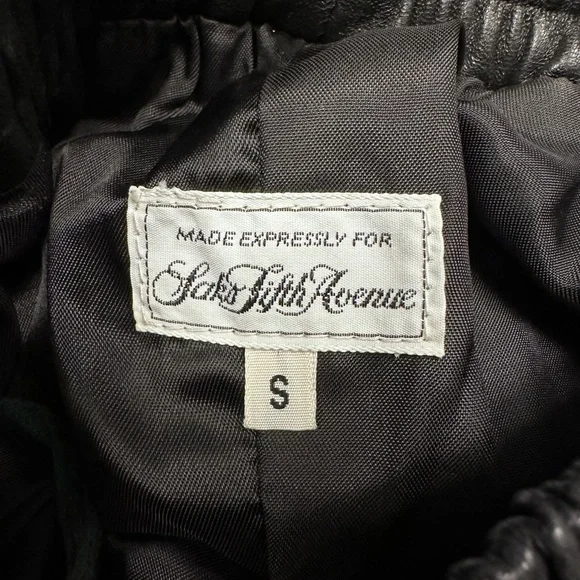 MADE EXPRESSLY FOR
Saks Fifth Avenue
S